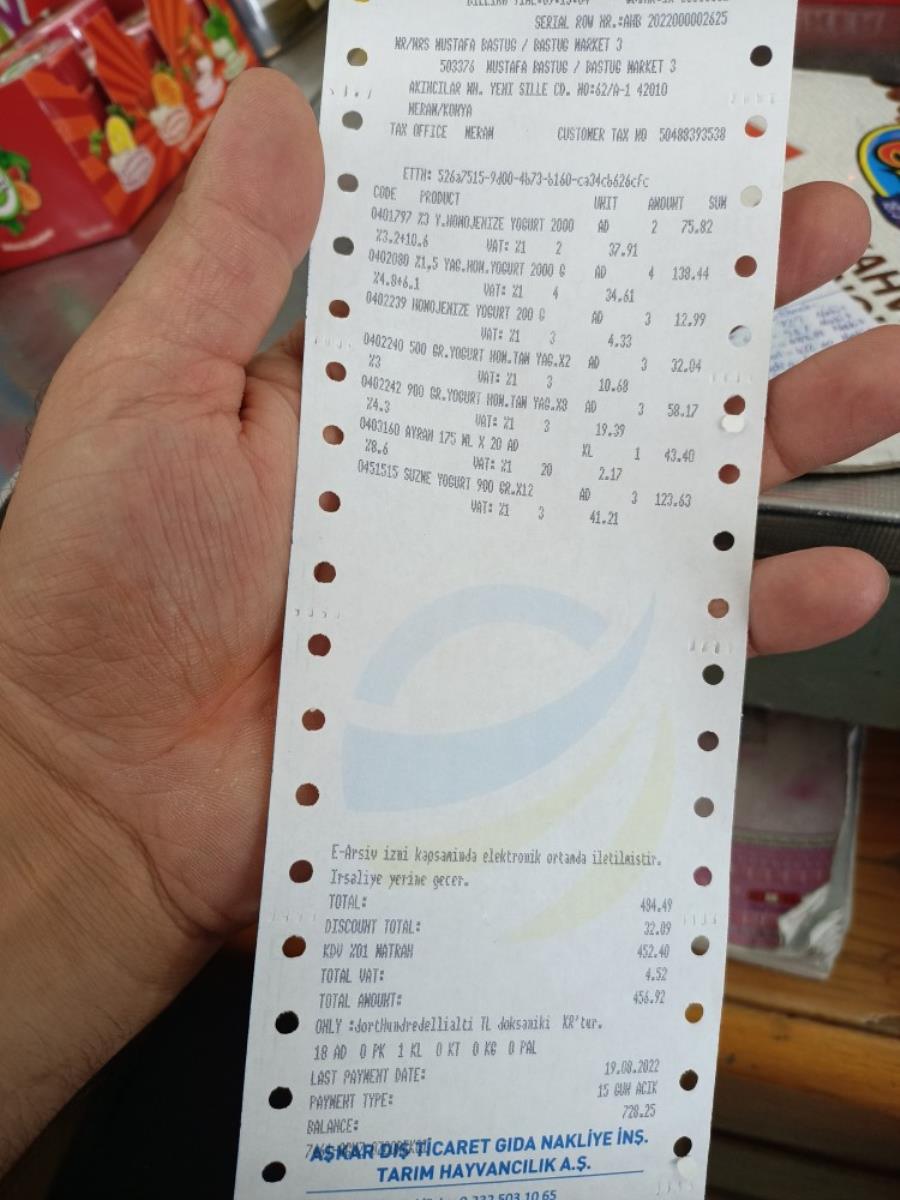 SERIAL ROW NR.:AHB 2022000002625
MR/MRS MUSTAFA BASTUG / BASTUG MARKET 3
503376 MUSTAFA BASTUG / BASTUG MARKET 3
AKINCILAR MH. YENI SILLE CD. NO:62/A-1 42010
MERAM/KONYA
TAX OFFICE MERAM CUSTOMER TAX NO 50488393538
ETTN: 526a7515-9d00-4b73-b160-ca34cb626cfc
CODE PRODUCT UNIT AMOUNT SUM
0401797 %3 Y.HOMOJENIZE YOGURT 2000 AD 2 75.82
%3.2+10.6 VAT: %1 2 37.91
0402080 %1,5 YAG.HOM.YOGURT 2000 G AD 4 138.44
%4.8+6.1 VAT: %1 4 34.61
0402239 HOMOJENIZE YOGURT 200 G AD 3 12.99
VAT: %1 3 4.33
0402240 500 GR.YOGURT HOM.TAM YAG.X2 AD 3 32.04
%3 VAT: %1 3 10.68
0402242 900 GR.YOGURT HOM.TAM YAG.X8 AD 3 58.17
%4.3 VAT: %1 3 19.39
0403160 AYRAN 175 ML X 20 AD KL 1 43.40
%8.6 VAT: %1 20 2.17
0451515 SUZME YOGURT 900 GR.X12 AD 3 123.63
VAT: %1 3 41.21
E-Arsiv izni kapsaminda elektronik ortamda iletilmistir.
Irsaliye yerine gecer.
TOTAL: 484.49
DISCOUNT TOTAL: 32.09
KDV %01 MATRAH 452.40
TOTAL VAT: 4.52
TOTAL AMOUNT: 456.92
ONLY :dortHundredellialti TL doksaniki KR'tur.
18 AD 0 PK 1 KL 0 KT 0 KG 0 PAL
LAST PAYMENT DATE: 19.08.2022
PAYMENT TYPE: 15 GUN ACIK
BALANCE: 728.25
AŞKAR DIŞ TİCARET GIDA NAKLİYE İNŞ.
TARIM HAYVANCILIK A.Ş.